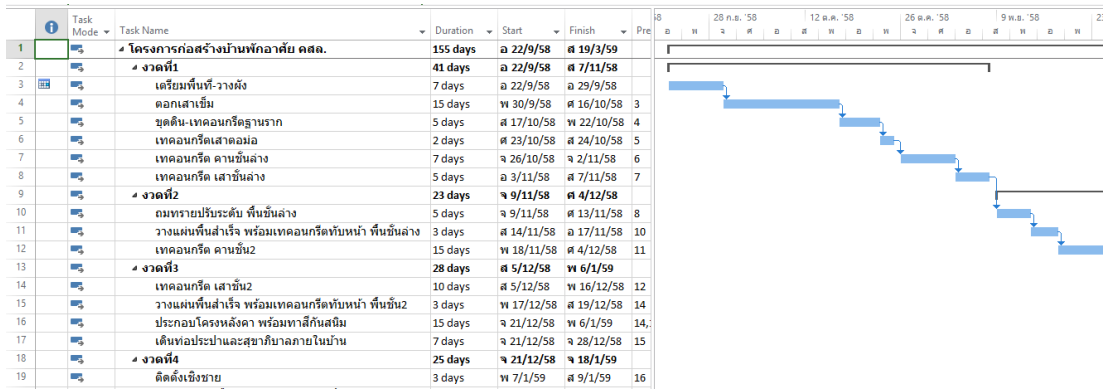 Task Mode Task Name Duration Start Finish Pre
28 ก.ย. '58 12 ต.ค. '58 26 ต.ค. '58 9 พ.ย. '58
อ พ จ ศ อ ส พ อ พ จ ศ อ ส พ อ พ
1 โครงการก่อสร้างบ้านพักอาศัย คสล. 155 days อ 22/9/58 ส 19/3/59
2 งวดที่1 41 days อ 22/9/58 ส 7/11/58
3 เตรียมพื้นที่-วางผัง 7 days อ 22/9/58 อ 29/9/58
4 ตอกเสาเข็ม 15 days พ 30/9/58 ศ 16/10/58 3
5 ขุดดิน-เทคอนกรีตฐานราก 5 days ส 17/10/58 พ 22/10/58 4
6 เทคอนกรีตเสาตอม่อ 2 days ศ 23/10/58 ส 24/10/58 5
7 เทคอนกรีต คานชั้นล่าง 7 days จ 26/10/58 จ 2/11/58 6
8 เทคอนกรีต เสาชั้นล่าง 5 days อ 3/11/58 ส 7/11/58 7
9 งวดที่2 23 days จ 9/11/58 ศ 4/12/58
10 ถมทรายปรับระดับ พื้นชั้นล่าง 5 days จ 9/11/58 ศ 13/11/58 8
11 วางแผ่นพื้นสำเร็จ พร้อมเทคอนกรีตทับหน้า พื้นชั้นล่าง 3 days ส 14/11/58 อ 17/11/58 10
12 เทคอนกรีต คานชั้น2 15 days พ 18/11/58 ศ 4/12/58 11
13 งวดที่3 28 days ส 5/12/58 พ 6/1/59
14 เทคอนกรีต เสาชั้น2 10 days ส 5/12/58 พ 16/12/58 12
15 วางแผ่นพื้นสำเร็จ พร้อมเทคอนกรีตทับหน้า พื้นชั้น2 3 days พ 17/12/58 ส 19/12/58 14
16 ประกอบโครงหลังคา พร้อมทาสีกันสนิม 15 days จ 21/12/58 พ 6/1/59 14,
17 เดินท่อประปาและสุขาภิบาลภายในบ้าน 7 days จ 21/12/58 จ 28/12/58 15
18 งวดที่4 25 days จ 21/12/58 จ 18/1/59
19 ติดตั้งเชิงชาย 3 days พ 7/1/59 ส 9/1/59 16